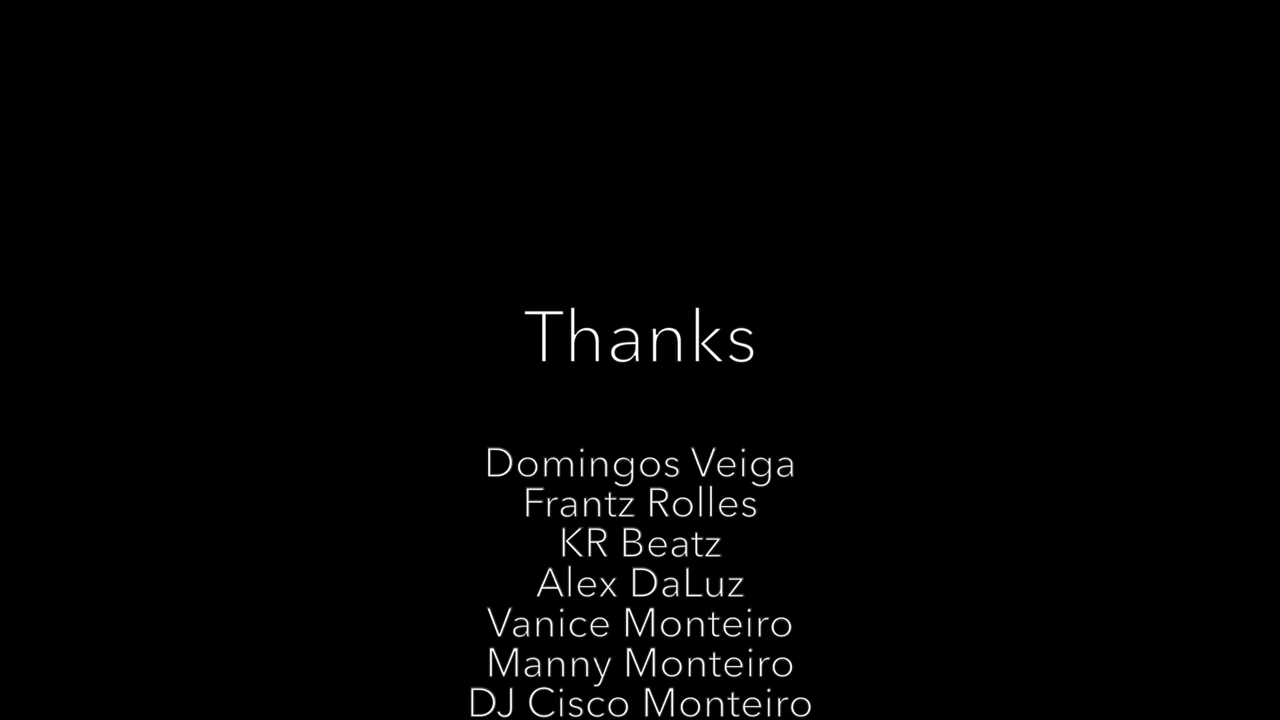 Thanks
Domingos Veiga
Frantz Rolles
KR Beatz
Alex DaLuz
Vanice Monteiro
Manny Monteiro
DJ Cisco Monteiro